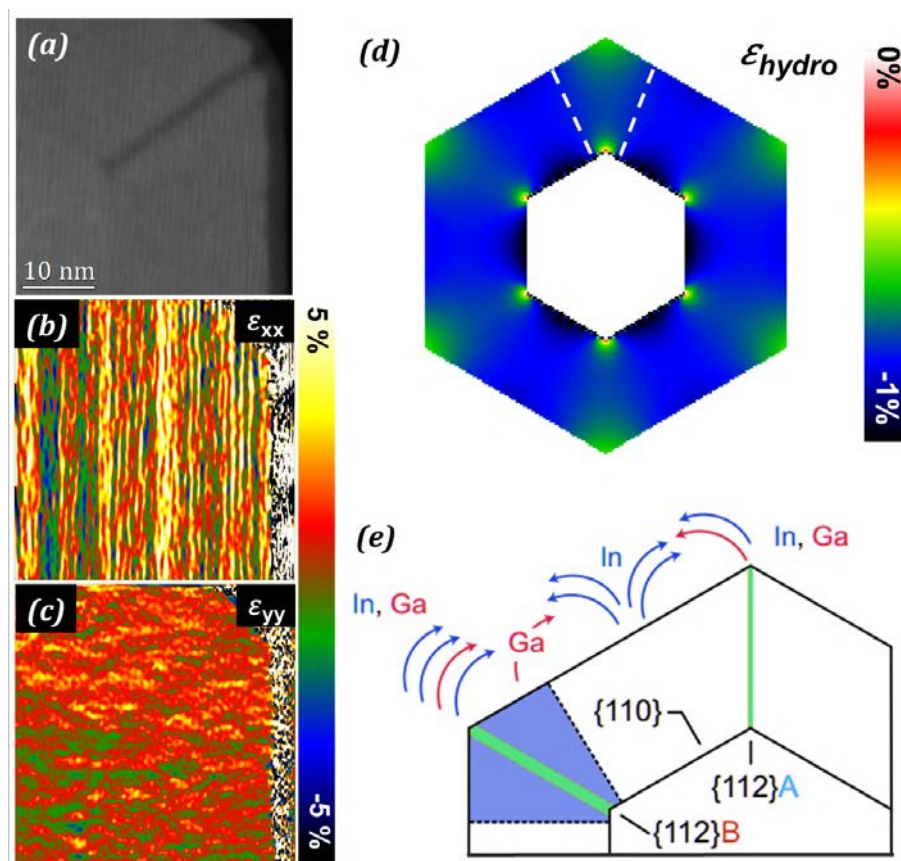 (a)
10 nm
(b)
εxx
5 %
(c)
εyy
-5 %
(d)
εhydro
0%
-1%
(e)
In, Ga
In
In, Ga
Ga
{110}
{112}A
{112}B